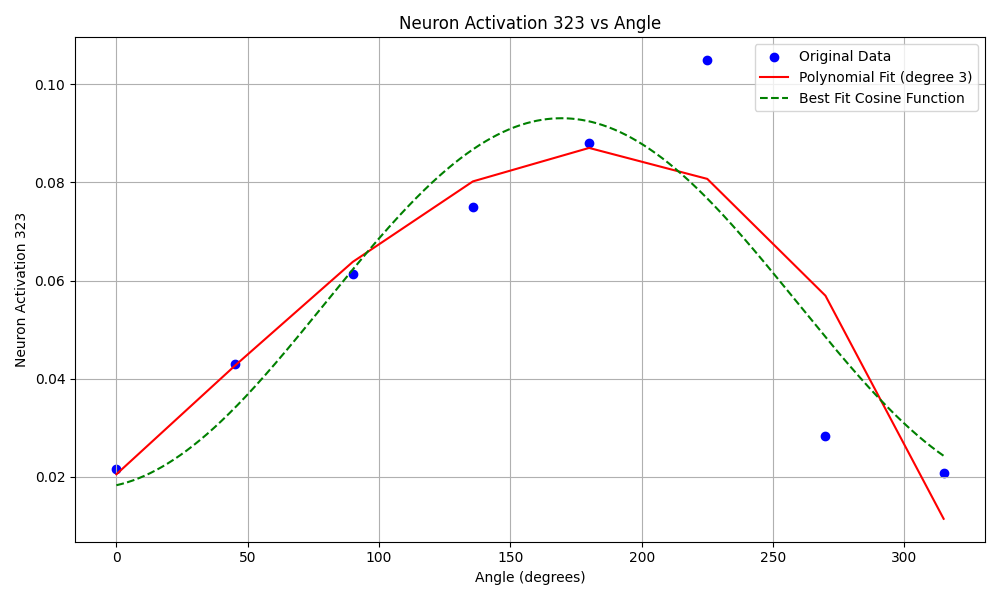 Neuron Activation 323 vs Angle
Original Data
Polynomial Fit (degree 3)
Best Fit Cosine Function
0.10
0.08
0.06
0.04
0.02
Neuron Activation 323
0 50 100 150 200 250 300
Angle (degrees)